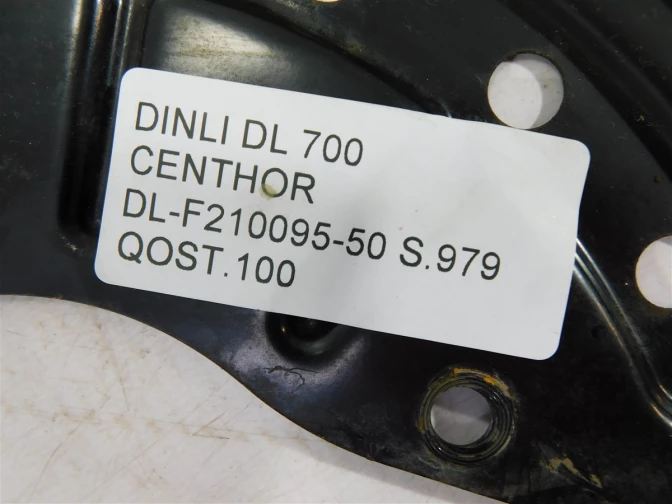 DINLI DL 700
CENTHOR
DL-F210095-50 S.979
QOST.100